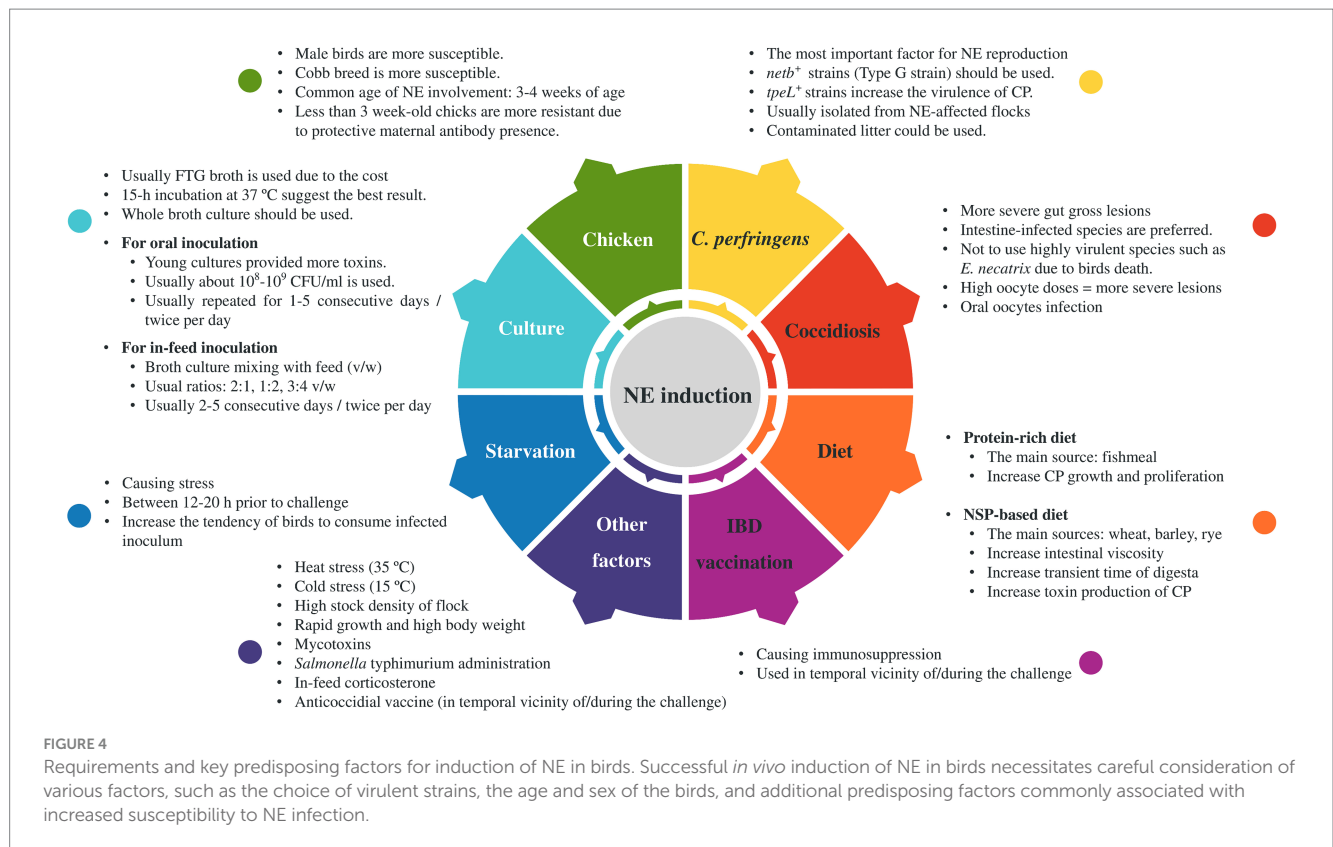 • Male birds are more susceptible.
• Cobb breed is more susceptible.
• Common age of NE involvement: 3-4 weeks of age
• Less than 3 week-old chicks are more resistant due
to protective maternal antibody presence.
• The most important factor for NE reproduction
• netb⁺ strains (Type G strain) should be used.
• tpeL⁺ strains increase the virulence of CP.
• Usually isolated from NE-affected flocks
• Contaminated litter could be used.
• Usually FTG broth is used due to the cost
• 15-h incubation at 37 ºC suggest the best result.
• Whole broth culture should be used.
• For oral inoculation
• Young cultures provided more toxins.
• Usually about 10⁸-10⁹ CFU/ml is used.
• Usually repeated for 1-5 consecutive days /
twice per day
• For in-feed inoculation
• Broth culture mixing with feed (v/w)
• Usual ratios: 2:1, 1:2, 3:4 v/w
• Usually 2-5 consecutive days / twice per day
• More severe gut gross lesions
• Intestine-infected species are preferred.
• Not to use highly virulent species such as
E. necatrix due to birds death.
• High oocyte doses = more severe lesions
• Oral oocytes infection
Chicken
C. perfringens
Culture
Coccidiosis
NE induction
Starvation
Diet
Other
factors
IBD
vaccination
• Protein-rich diet
• The main source: fishmeal
• Increase CP growth and proliferation
• NSP-based diet
• The main sources: wheat, barley, rye
• Increase intestinal viscosity
• Increase transient time of digesta
• Increase toxin production of CP
• Causing stress
• Between 12-20 h prior to challenge
• Increase the tendency of birds to consume infected
inoculum
• Heat stress (35 ºC)
• Cold stress (15 ºC)
• High stock density of flock
• Rapid growth and high body weight
• Mycotoxins
• Salmonella typhimurium administration
• In-feed corticosterone
• Anticoccidial vaccine (in temporal vicinity of/during the challenge)
• Causing immunosuppression
• Used in temporal vicinity of/during the challenge
FIGURE 4
Requirements and key predisposing factors for induction of NE in birds. Successful in vivo induction of NE in birds necessitates careful consideration of
various factors, such as the choice of virulent strains, the age and sex of the birds, and additional predisposing factors commonly associated with
increased susceptibility to NE infection.